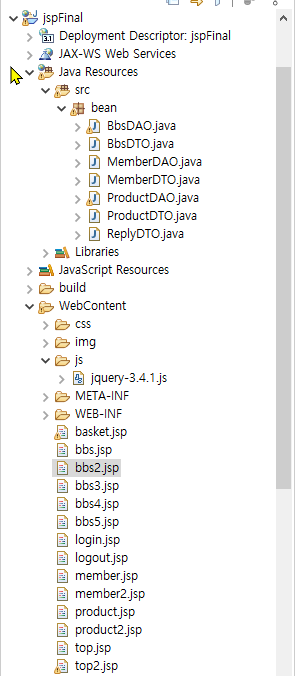 jspFinal
Deployment Descriptor: jspFinal
JAX-WS Web Services
Java Resources
src
bean
BbsDAO.java
BbsDTO.java
MemberDAO.java
MemberDTO.java
ProductDAO.java
ProductDTO.java
ReplyDTO.java
Libraries
JavaScript Resources
build
WebContent
css
img
js
jquery-3.4.1.js
META-INF
WEB-INF
basket.jsp
bbs.jsp
bbs2.jsp
bbs3.jsp
bbs4.jsp
bbs5.jsp
login.jsp
logout.jsp
member.jsp
member2.jsp
product.jsp
product2.jsp
top.jsp
top2.jsp